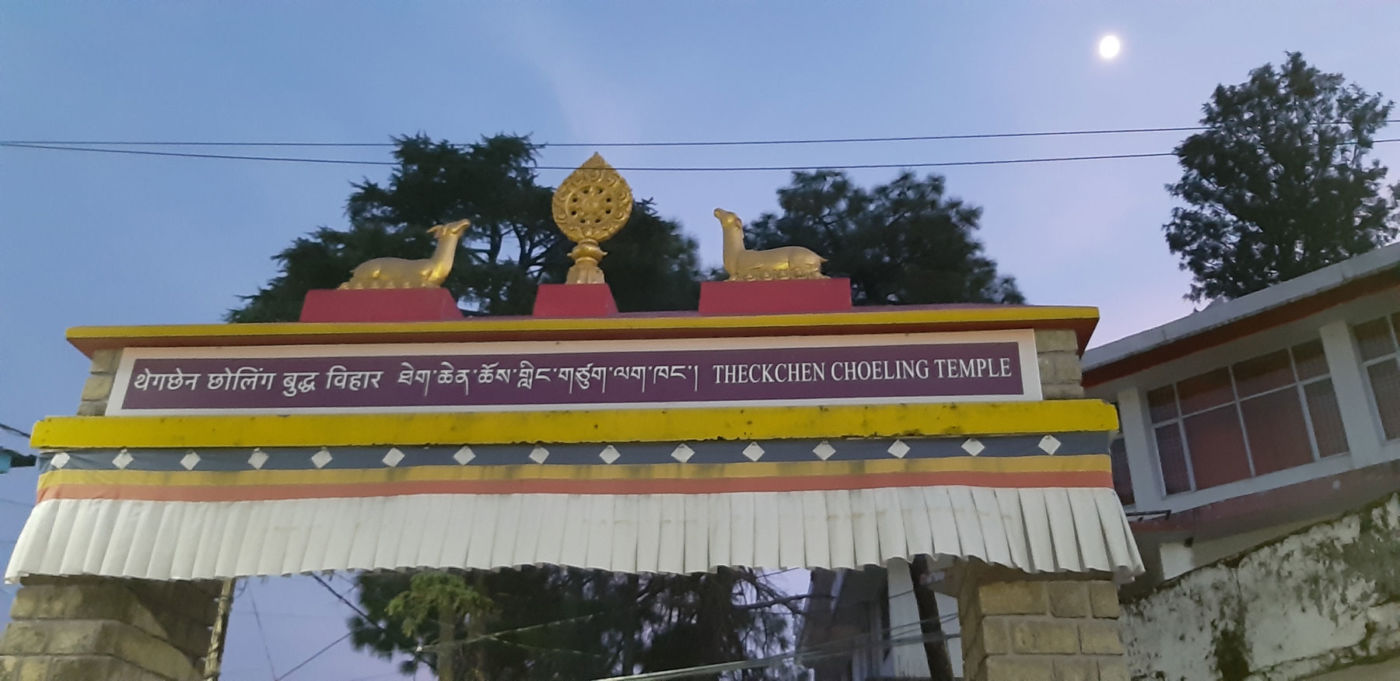 थेगछेन छोलिंग बुद्ध विहार ཐེག་ཆེན་ཆོས་གླིང་གཙུག་ལག་ཁང་། THECKCHEN CHOELING TEMPLE